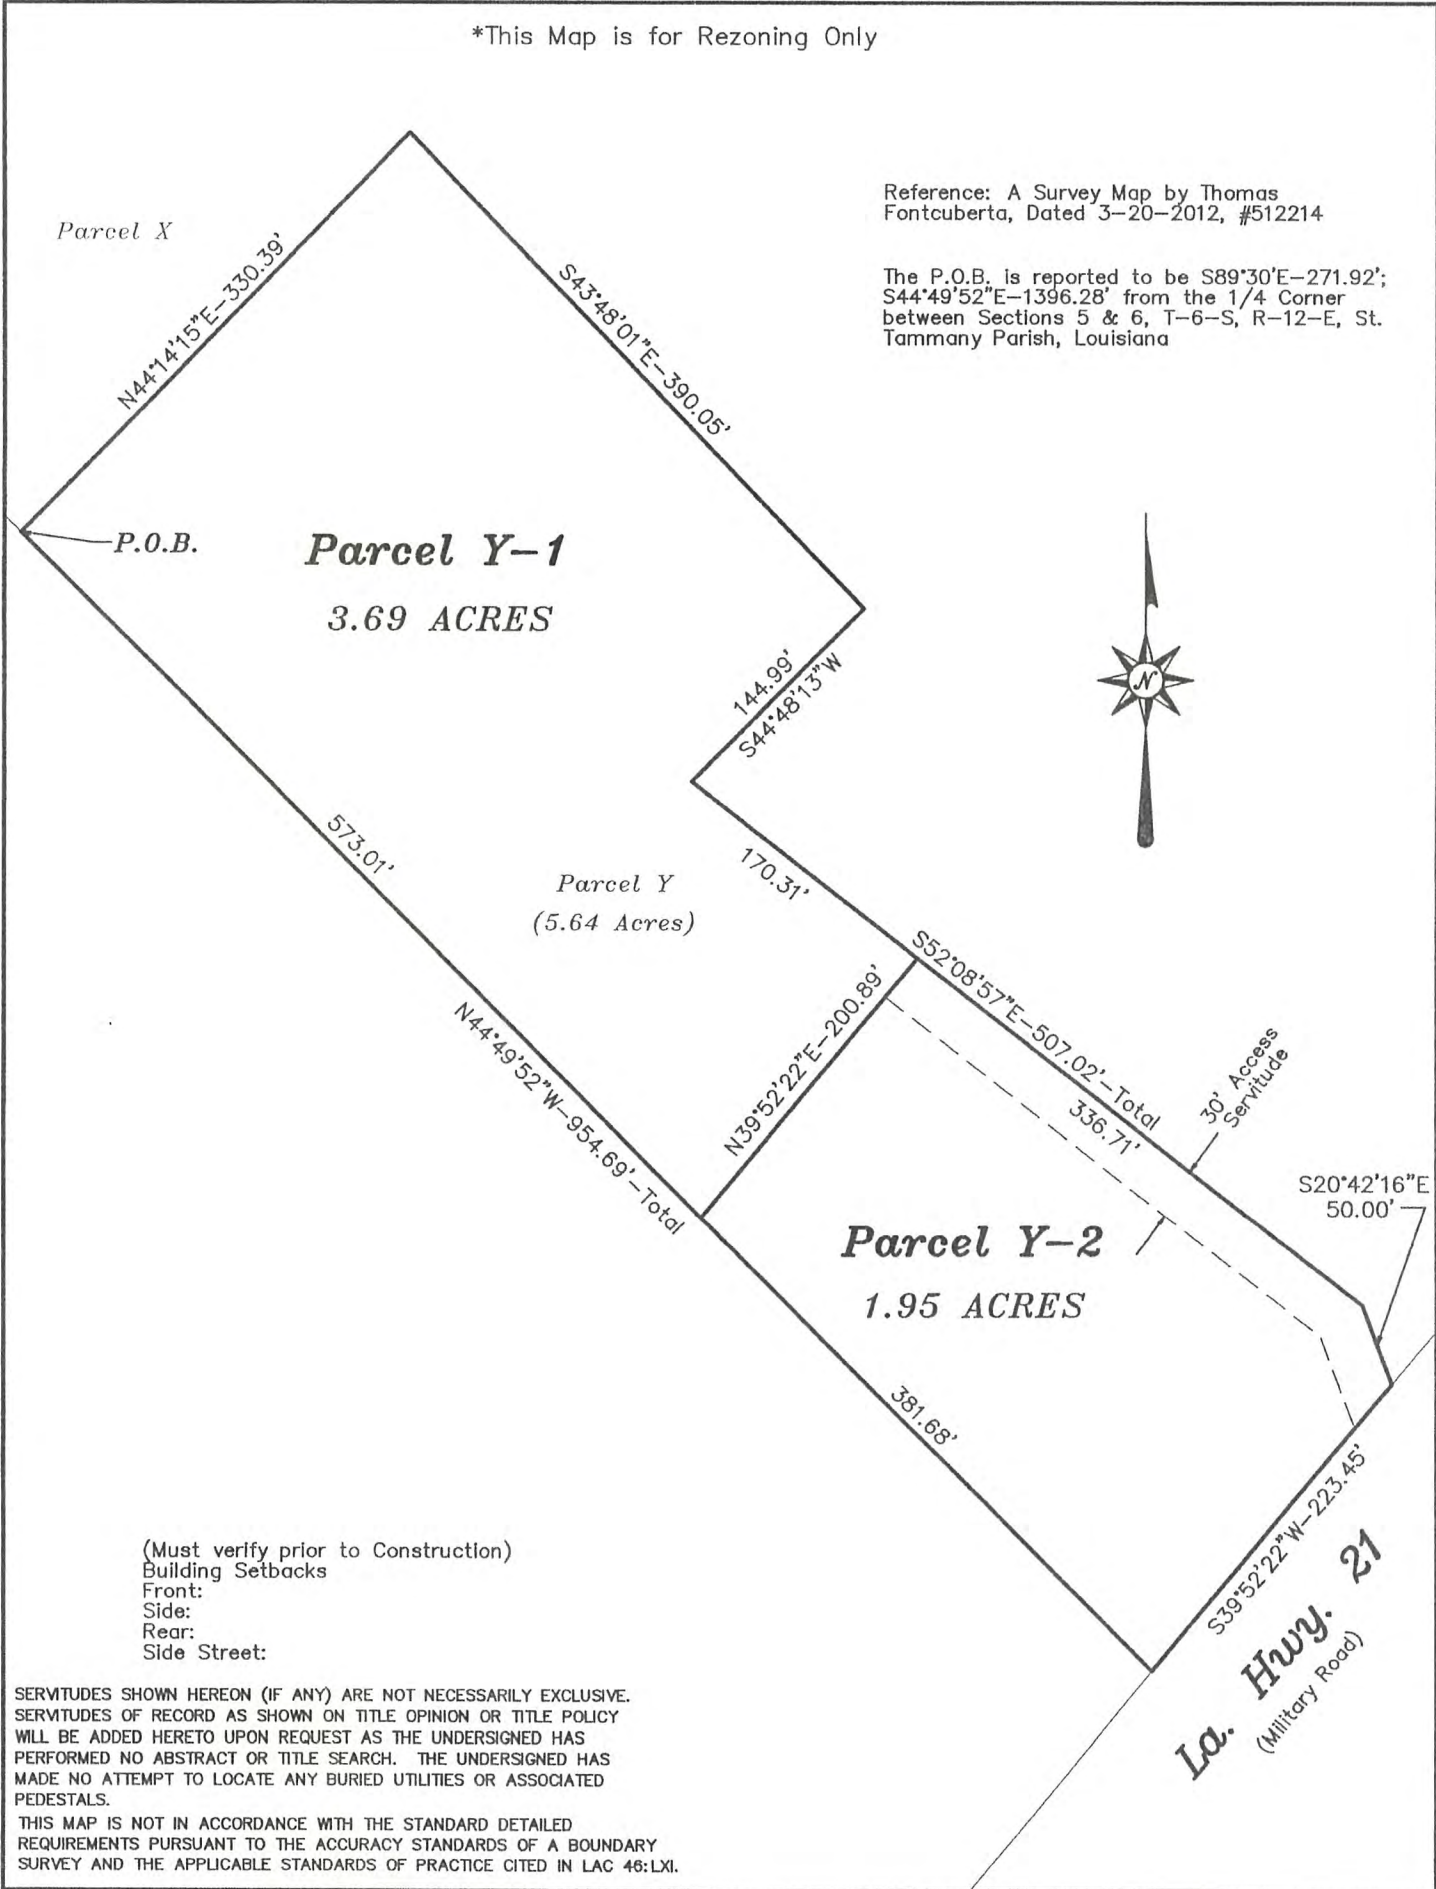 *This Map is for Rezoning Only
Parcel X
Reference: A Survey Map by Thomas
Fontcuberta, Dated 3-20-2012, #512214
The P.O.B. is reported to be S89°30'E-271.92';
S44°49'52"E-1396.28' from the 1/4 Corner
between Sections 5 & 6, T-6-S, R-12-E, St.
Tammany Parish, Louisiana
N44°14'15"E-330.39'
S43°48'01"E-390.05'
P.O.B.
Parcel Y-1
3.69 ACRES
144.99'
S44°48'13"W
N
573.01'
170.31'
Parcel Y
(5.64 Acres)
S52°08'57"E-507.02'-Total
336.71'
N39°52'22"E-200.89'
N44°49'52"W-954.69'-Total
30' Access
Servitude
S20°42'16"E
50.00'
Parcel Y-2
1.95 ACRES
381.68'
S39°52'22"W-223.45'
La. Hwy. 21
(Military Road)
(Must verify prior to Construction)
Building Setbacks
Front:
Side:
Rear:
Side Street:
SERVITUDES SHOWN HEREON (IF ANY) ARE NOT NECESSARILY EXCLUSIVE.
SERVITUDES OF RECORD AS SHOWN ON TITLE OPINION OR TITLE POLICY
WILL BE ADDED HERETO UPON REQUEST AS THE UNDERSIGNED HAS
PERFORMED NO ABSTRACT OR TITLE SEARCH. THE UNDERSIGNED HAS
MADE NO ATTEMPT TO LOCATE ANY BURIED UTILITIES OR ASSOCIATED
PEDESTALS.
THIS MAP IS NOT IN ACCORDANCE WITH THE STANDARD DETAILED
REQUIREMENTS PURSUANT TO THE ACCURACY STANDARDS OF A BOUNDARY
SURVEY AND THE APPLICABLE STANDARDS OF PRACTICE CITED IN LAC 46:LXI.